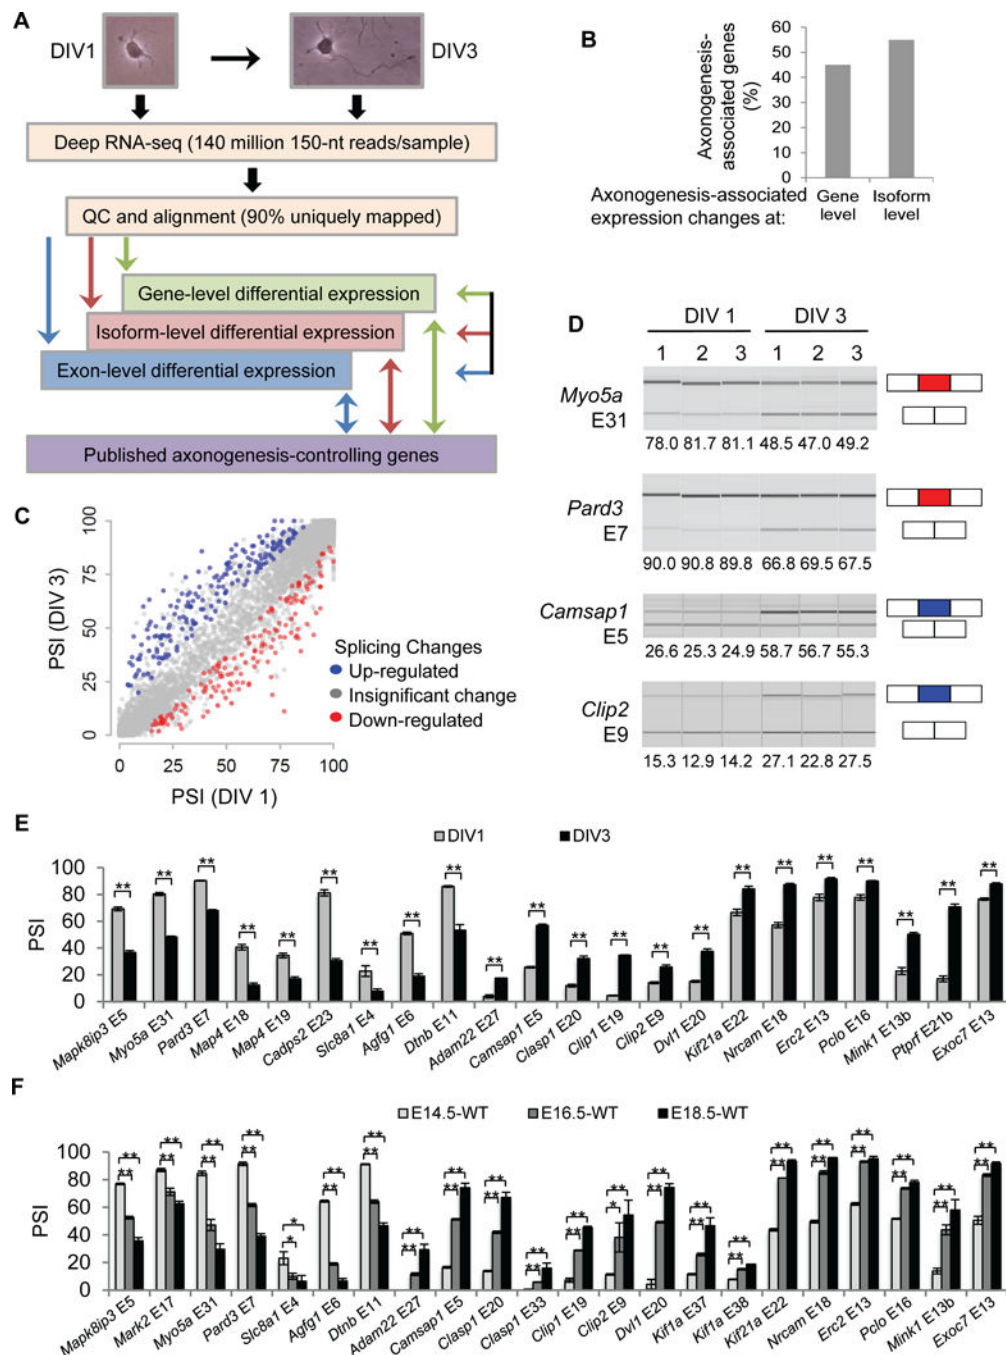 A
DIV1
DIV3
Deep RNA-seq (140 million 150-nt reads/sample)
QC and alignment (90% uniquely mapped)
Gene-level differential expression
Isoform-level differential expression
Exon-level differential expression
Published axonogenesis-controlling genes
B
Axonogenesis-
associated genes
(%)
60
50
40
30
20
10
0
Axonogenesis-associated
expression changes at:
Gene
level
Isoform
level
C
PSI (DIV 3)
100
75
50
25
0
0 25 50 75 100
PSI (DIV 1)
Splicing Changes
Up-regulated
Insignificant change
Down-regulated
D
DIV 1 DIV 3
1 2 3 1 2 3
Myo5a
E31
78.0 81.7 81.1 48.5 47.0 49.2
Pard3
E7
90.0 90.8 89.8 66.8 69.5 67.5
Camsap1
E5
26.6 25.3 24.9 58.7 56.7 55.3
Clip2
E9
15.3 12.9 14.2 27.1 22.8 27.5
E
DIV1 DIV3
PSI
100
80
60
40
20
0
** ** ** ** ** ** ** ** ** ** ** ** ** ** ** ** ** ** ** ** ** **
Mapk8ip3 E5
Myo5a E31
Pard3 E7
Map4 E18
Map4 E19
Cadps2 E23
Slc8a1 E4
Agfg1 E6
Dtnb E11
Adam22 E27
Camsap1 E5
Clasp1 E20
Clip1 E19
Clip2 E9
Dvl1 E20
Kif21a E22
Nrcam E18
Erc2 E13
Pclo E16
Mink1 E13b
Ptprf E21b
Exoc7 E13
F
E14.5-WT E16.5-WT E18.5-WT
PSI
100
80
60
40
20
0
** ** ** ** * ** ** ** ** ** ** ** ** ** ** ** ** ** ** ** ** **
** ** ** ** * ** ** ** ** ** ** ** * ** ** ** ** ** ** ** ** **
Mapk8ip3 E5
Mark2 E17
Myo5a E31
Pard3 E7
Slc8a1 E4
Agfg1 E6
Dtnb E11
Adam22 E27
Camsap1 E5
Clasp1 E20
Clasp1 E33
Clip1 E19
Clip2 E9
Dvl1 E20
Kif1a E37
Kif1a E38
Kif21a E22
Nrcam E18
Erc2 E13
Pclo E16
Mink1 E13b
Exoc7 E13